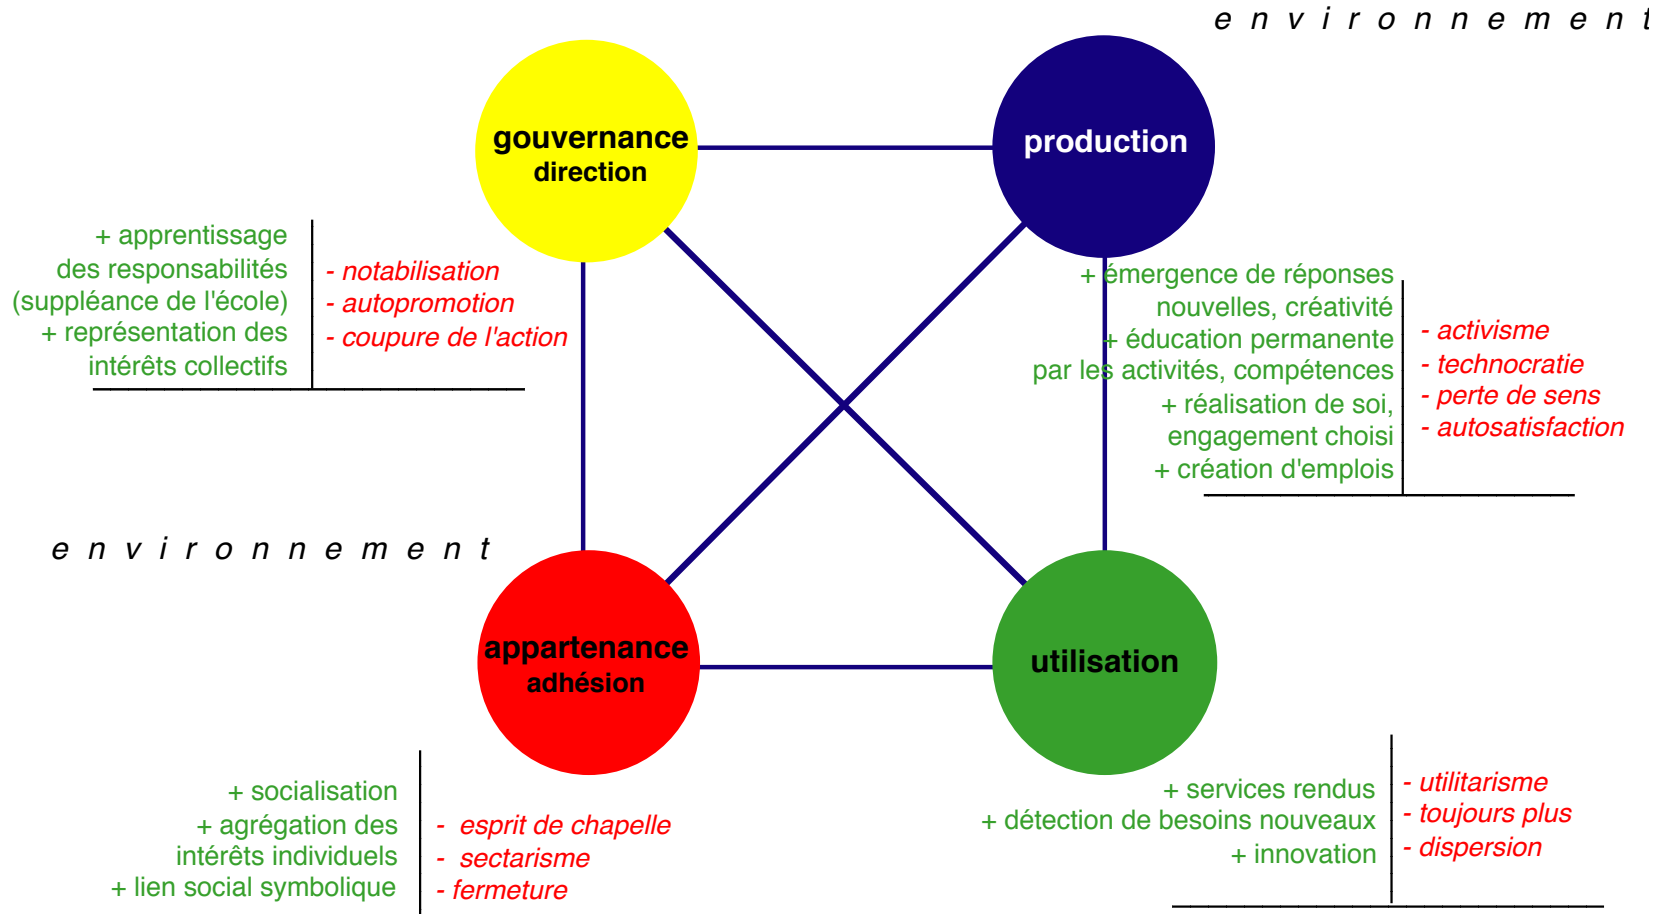 e n v i r o n n e m e n t
gouvernance
direction
production
+ apprentissage
des responsabilités
(suppléance de l'école)
+ représentation des
intérêts collectifs
- notabilisation
- autopromotion
- coupure de l'action
+ émergence de réponses
nouvelles, créativité
+ éducation permanente
par les activités, compétences
+ réalisation de soi,
engagement choisi
+ création d'emplois
- activisme
- technocratie
- perte de sens
- autosatisfaction
e n v i r o n n e m e n t
appartenance
adhésion
utilisation
+ socialisation
+ agrégation des
intérêts individuels
+ lien social symbolique
- esprit de chapelle
- sectarisme
- fermeture
+ services rendus
+ détection de besoins nouveaux
+ innovation
- utilitarisme
- toujours plus
- dispersion